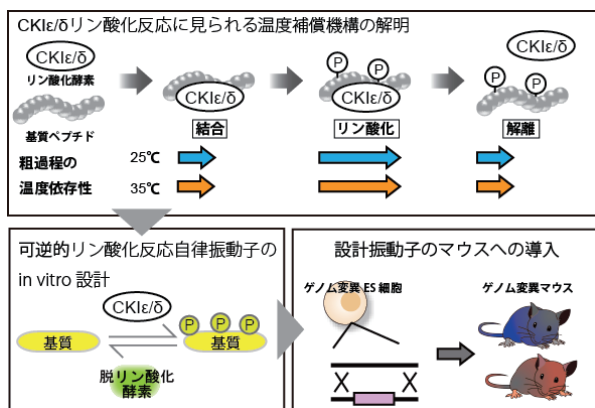 CKIε/δリン酸化反応に見られる温度補償機構の解明
CKIε/δ
リン酸化酵素
基質ペプチド
CKIε/δ
結合
P P
CKIε/δ
リン酸化
CKIε/δ
P P
解離
粗過程の
温度依存性
25℃
35℃
可逆的リン酸化反応自律振動子の
in vitro 設計
CKIε/δ
基質
P P P
基質
脱リン酸化
酵素
設計振動子のマウスへの導入
ゲノム変異 ES 細胞
ゲノム変異マウス